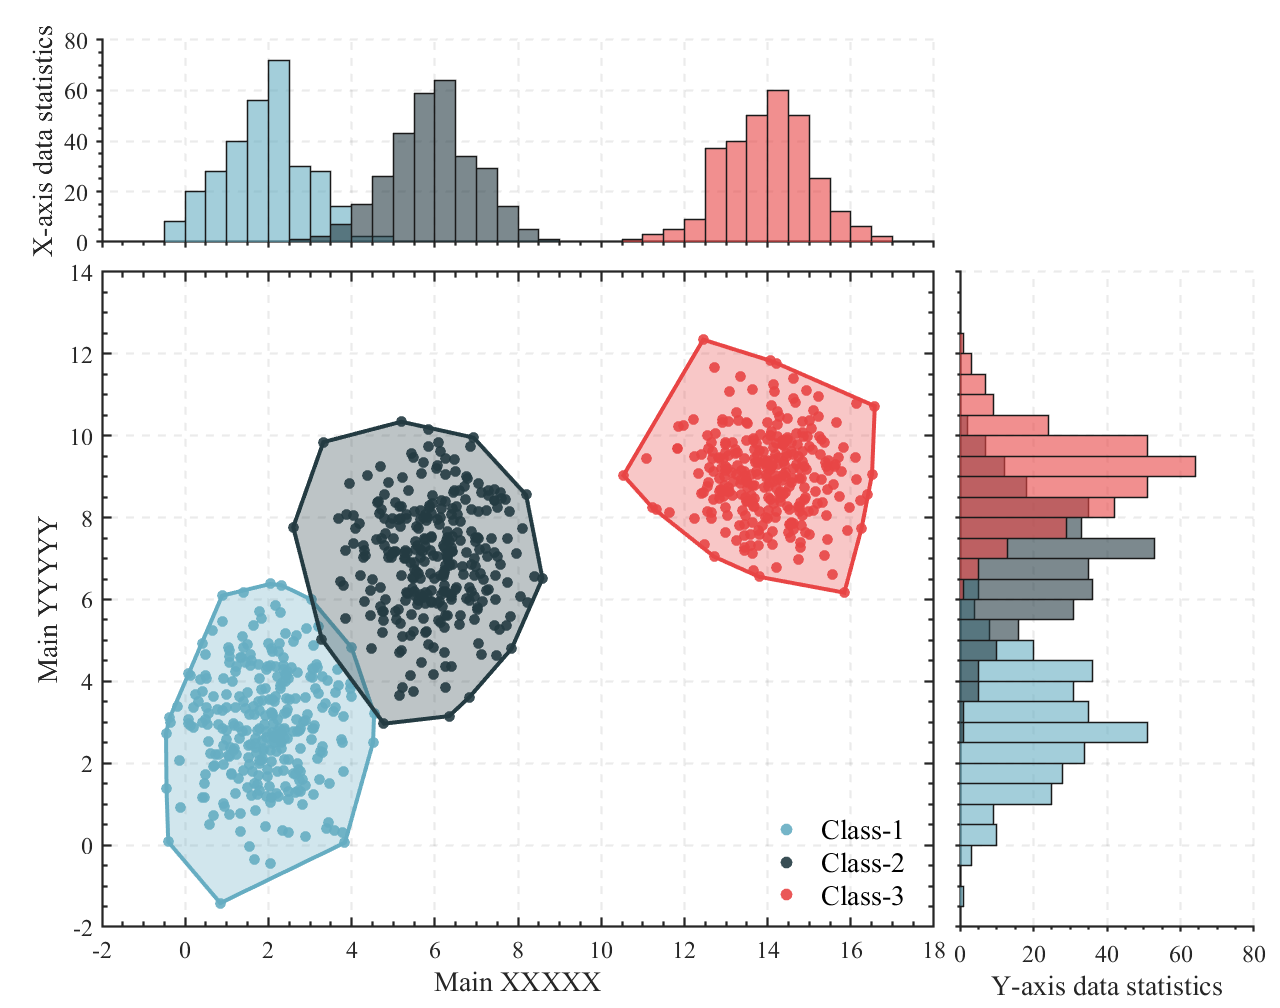 X-axis data statistics
80
60
40
20
0
Main YYYYY
14
12
10
8
6
4
2
0
-2
-2 0 2 4 6 8 10 12 14 16 18
Main XXXXX
Class-1
Class-2
Class-3
0 20 40 60 80
Y-axis data statistics